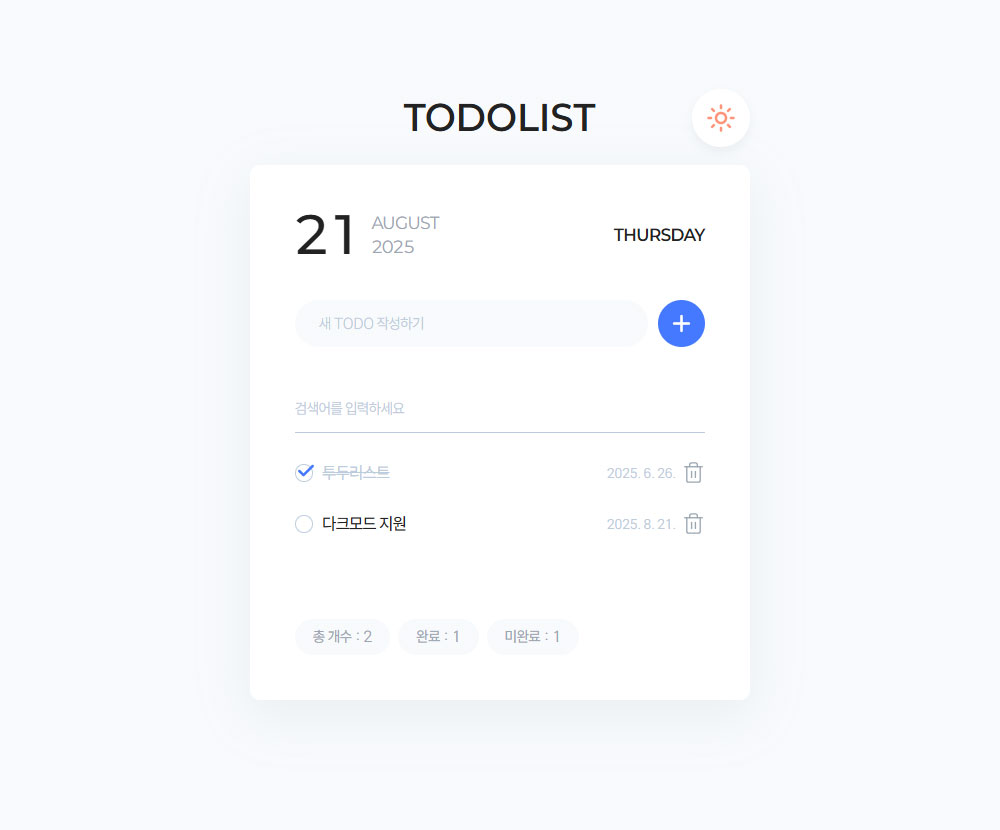 TODOLIST
21
AUGUST
2025
THURSDAY
새 TODO 작성하기
검색어를 입력하세요
투두리스트 2025. 6. 26.
다크모드 지원 2025. 8. 21.
총 개수 : 2 완료 : 1 미완료 : 1